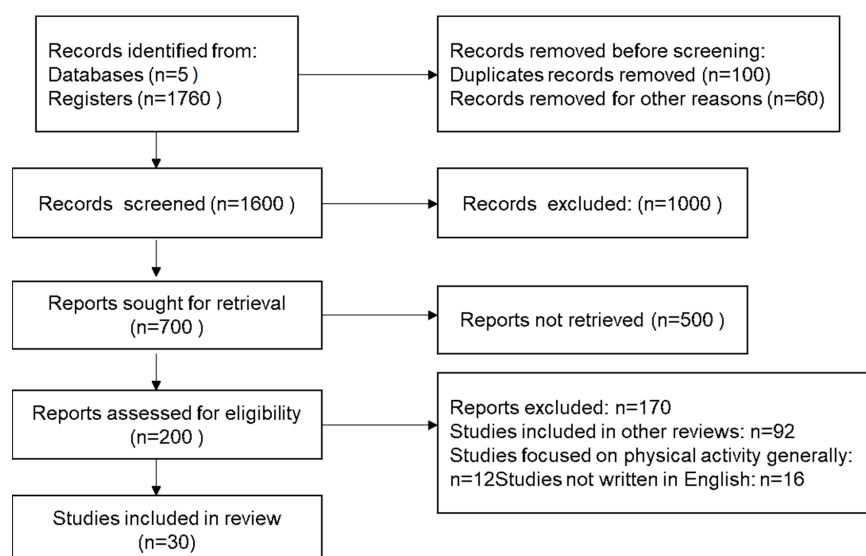 Records identified from:
Databases (n=5 )
Registers (n=1760 )
Records removed before screening:
Duplicates records removed (n=100)
Records removed for other reasons (n=60)
Records  screened (n=1600 )
Records  excluded: (n=1000 )
Reports sought for retrieval
(n=700 )
Reports not retrieved (n=500 )
Reports assessed for eligibility
(n=200 )
Reports excluded: n=170
Studies included in other reviews: n=92
Studies focused on physical activity generally:
n=12Studies not written in English: n=16
Studies included in review
(n=30)